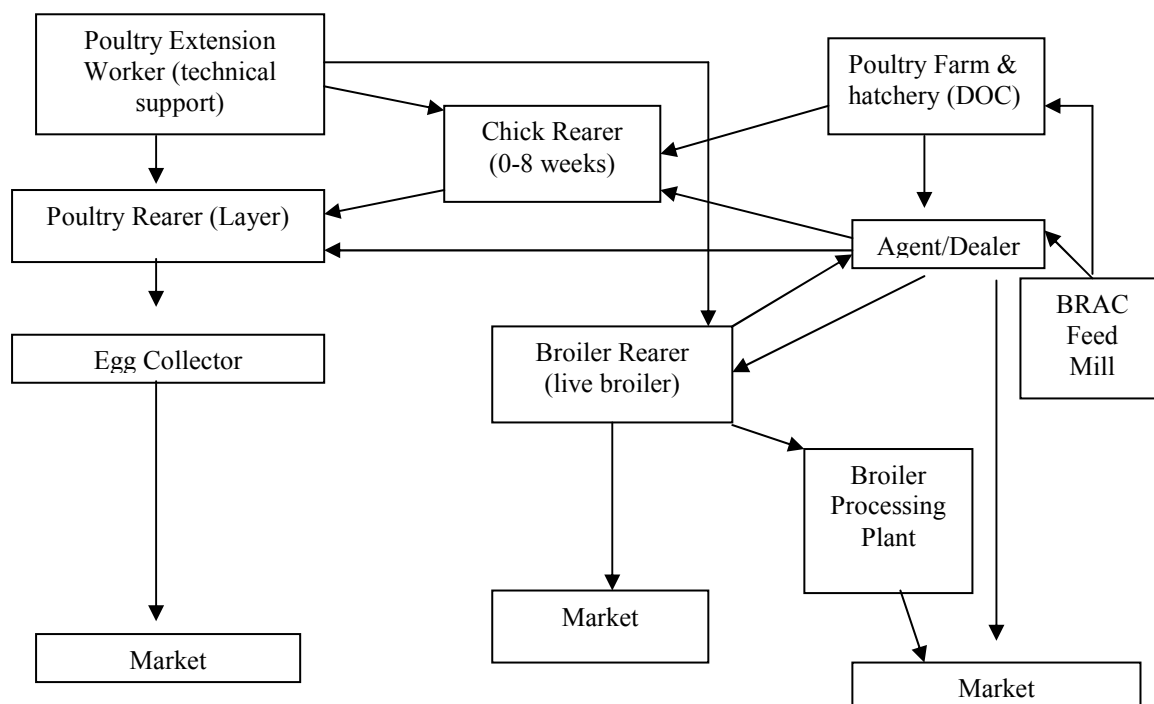 Poultry Extension
Worker (technical
support)
Poultry Farm &
hatchery (DOC)
Chick Rearer
(0-8 weeks)
Poultry Rearer (Layer)
Agent/Dealer
BRAC
Feed
Mill
Egg Collector
Broiler Rearer
(live broiler)
Broiler
Processing
Plant
Market
Market
Market